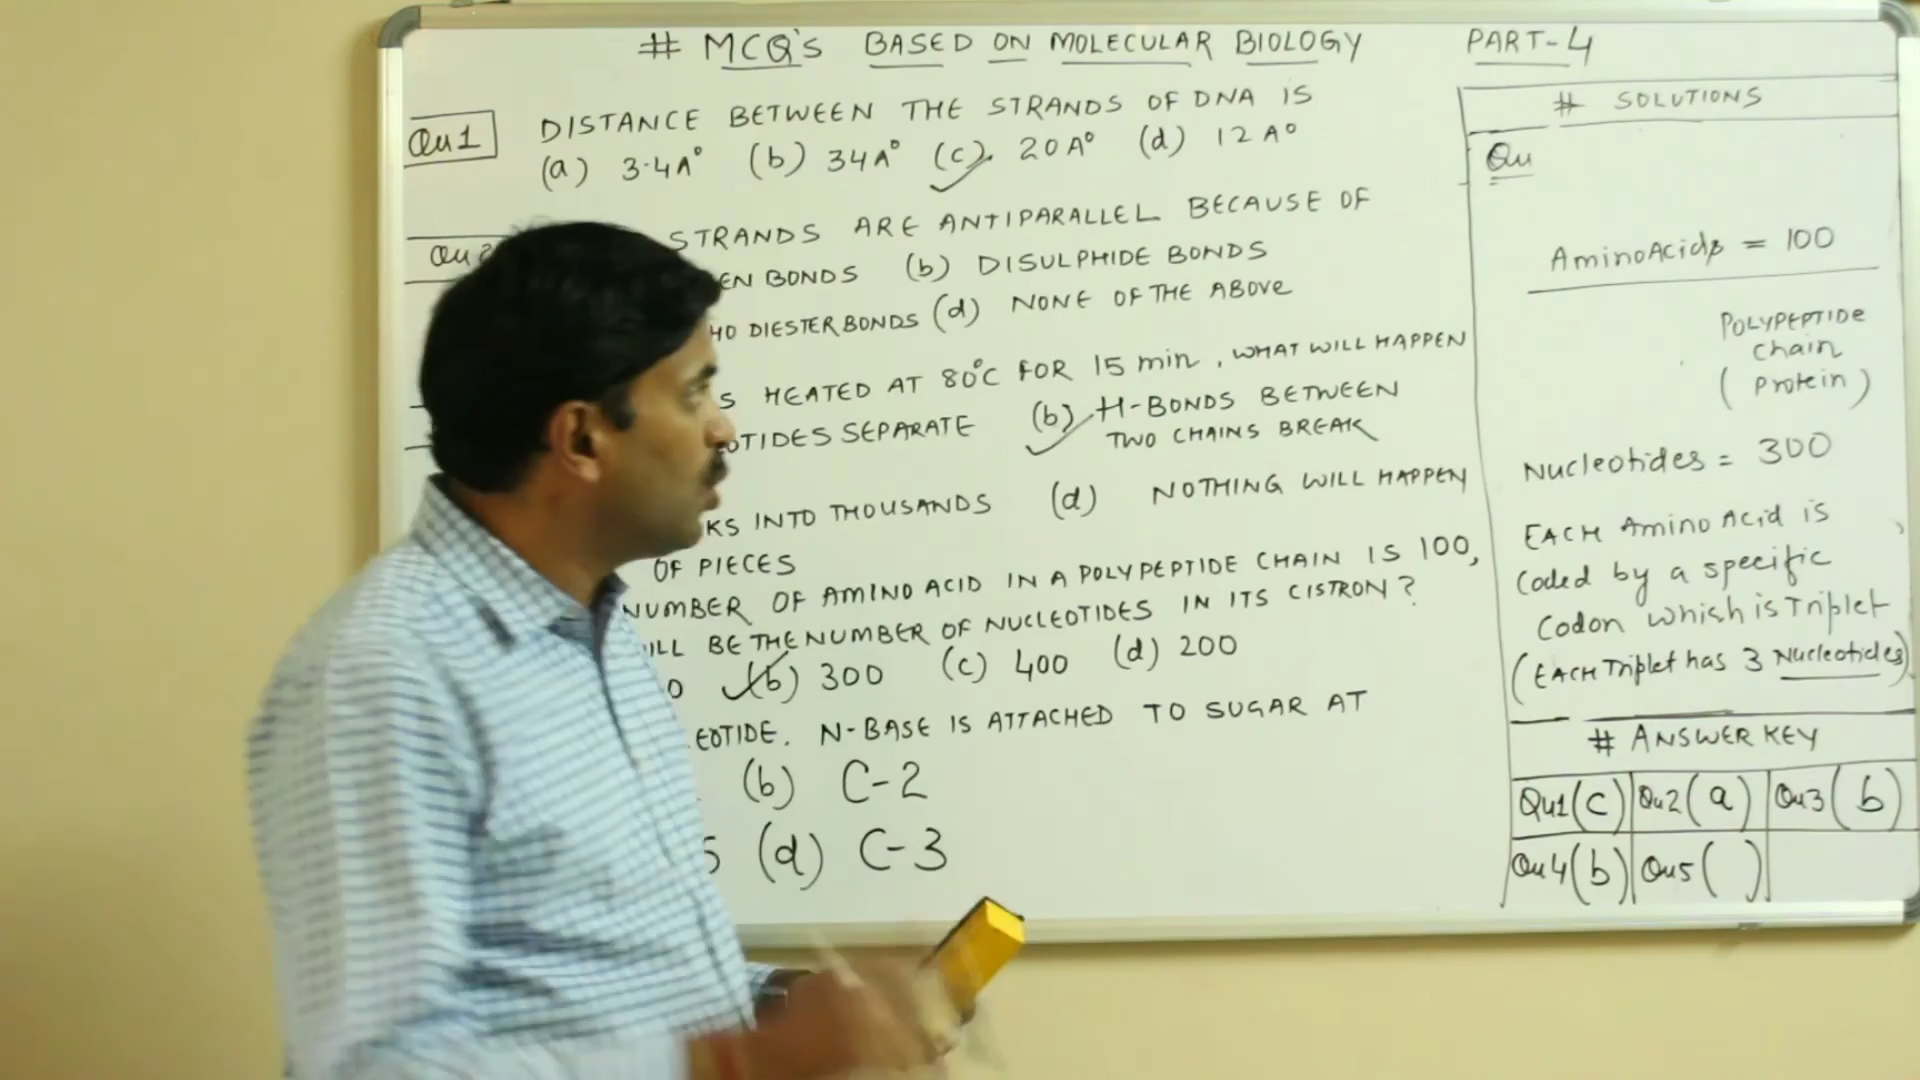 # MCQ's BASED ON MOLECULAR BIOLOGY PART-4
Qu1 DISTANCE BETWEEN THE STRANDS OF DNA IS
(a) 3.4A° (b) 34A° (c) 20A° (d) 12A°
Qu 2 STRANDS ARE ANTIPARALLEL BECAUSE OF
EN BONDS (b) DISULPHIDE BONDS
HO DIESTER BONDS (d) NONE OF THE ABOVE
S HEATED AT 80°C FOR 15 min, WHAT WILL HAPPEN
OTIDES SEPARATE (b) H-BONDS BETWEEN
TWO CHAINS BREAK
KS INTO THOUSANDS (d) NOTHING WILL HAPPEN
OF PIECES
NUMBER OF AMINO ACID IN A POLYPEPTIDE CHAIN IS 100,
ILL BE THE NUMBER OF NUCLEOTIDES IN ITS CISTRON?
0 (b) 300 (c) 400 (d) 200
EOTIDE, N-BASE IS ATTACHED TO SUGAR AT
(b) C-2
5 (d) C-3
# SOLUTIONS
Qu
Amino Acids = 100
POLYPEPTIDE
chain
(Protein)
Nucleotides = 300
EACH Amino Acid is
Coded by a specific
Codon which is Triplet
(EACH Triplet has 3 Nucleotides)
# ANSWER KEY
Qu1(c) Qu2(a) Qu3(b)
Qu4(b) Qu5( )